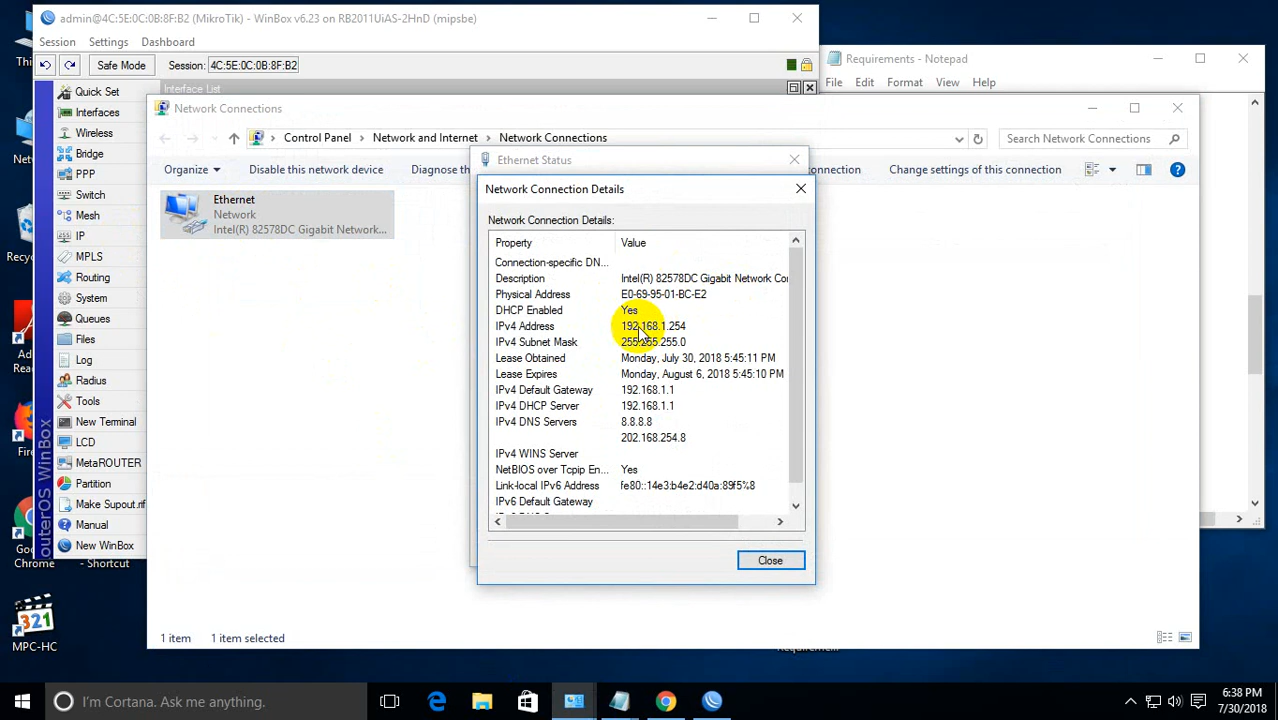 admin@4C:5E:0C:0B:8F:B2 (MikroTik) - WinBox v6.23 on RB2011UiAS-2HnD (mipsbe)
Session Settings Dashboard
Safe Mode Session: 4C:5E:0C:0B:8F:B2
Requirements - Notepad
File Edit Format View Help
Interface List
Quick Set
Interfaces
Wireless
Bridge
PPP
Switch
Mesh
IP
MPLS
Routing
System
Queues
Files
Log
Radius
Tools
New Terminal
LCD
MetaROUTER
Partition
Make Supout.rif
Manual
New WinBox
RouterOS WinBox
Network Connections
Control Panel Network and Internet Network Connections
Search Network Connections
Organize Disable this network device Diagnose th
Change settings of this connection
Ethernet
Network
Intel(R) 82578DC Gigabit Network...
Ethernet Status
Network Connection Details
Network Connection Details:
Property Value
Connection-specific DN...
Description Intel(R) 82578DC Gigabit Network Co
Physical Address E0-69-95-01-BC-E2
DHCP Enabled Yes
IPv4 Address 192.168.1.254
IPv4 Subnet Mask 255.255.255.0
Lease Obtained Monday, July 30, 2018 5:45:11 PM
Lease Expires Monday, August 6, 2018 5:45:10 PM
IPv4 Default Gateway 192.168.1.1
IPv4 DHCP Server 192.168.1.1
IPv4 DNS Servers 8.8.8.8
202.168.254.8
IPv4 WINS Server
NetBIOS over Tcpip En... Yes
Link-local IPv6 Address fe80::14e3:b4e2:d40a:89f5%8
IPv6 Default Gateway
Close
1 item 1 item selected
Chrome
- Shortcut
321
MPC-HC
I'm Cortana. Ask me anything.
6:38 PM
7/30/2018